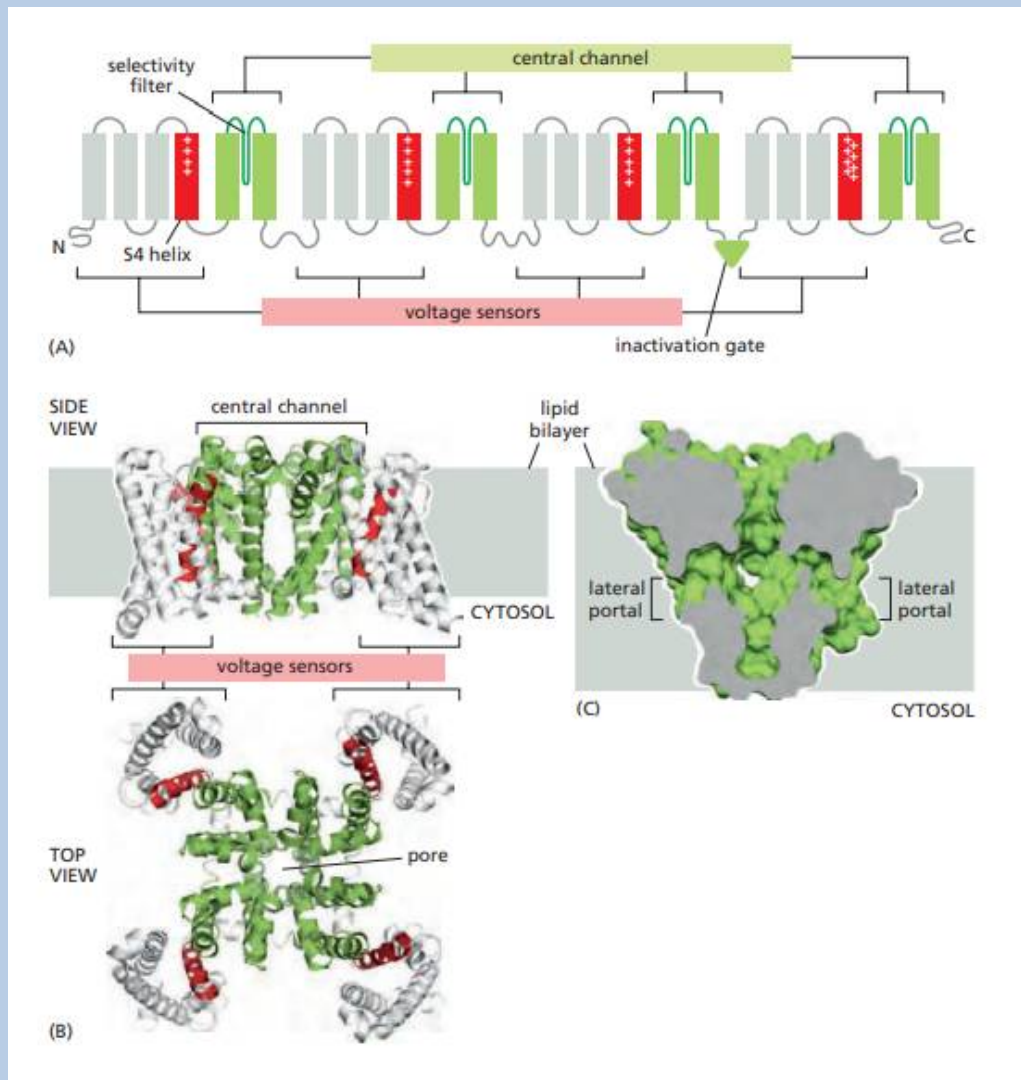 central channel
selectivity
filter
++++
+++++
++++
N
C
S4 helix
voltage sensors
inactivation gate
(A)
SIDE
VIEW
central channel
lipid
bilayer
lateral
portal
lateral
portal
CYTOSOL
voltage sensors
(C)
CYTOSOL
TOP
VIEW
pore
(B)